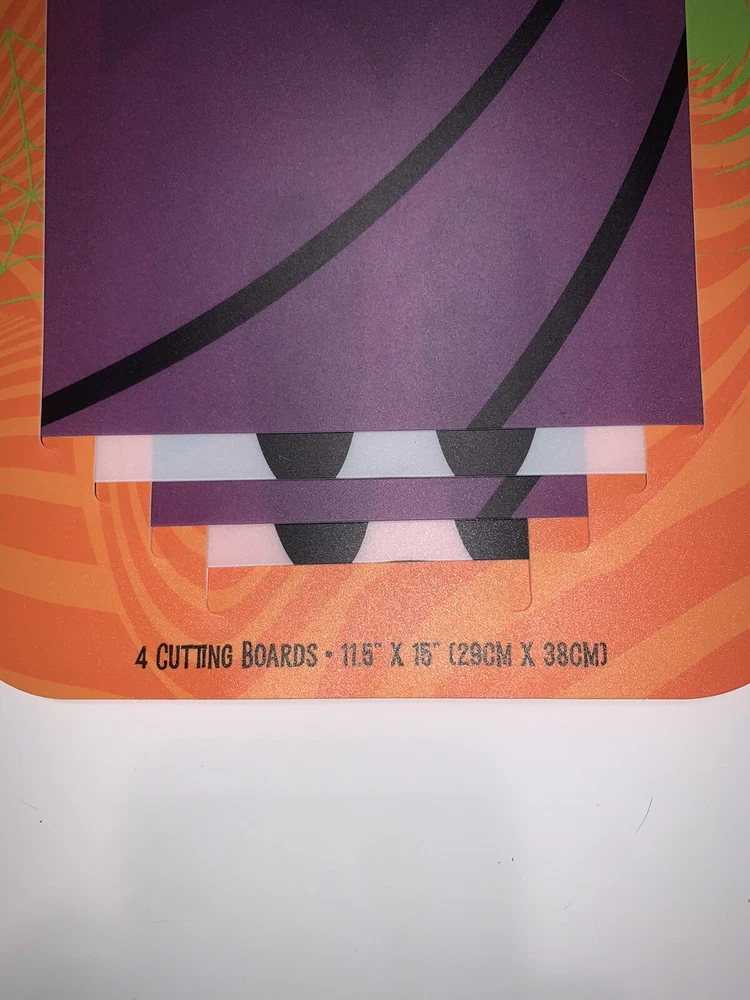 4 CUTTING BOARDS • 11.5" X 15" (29CM X 38CM)